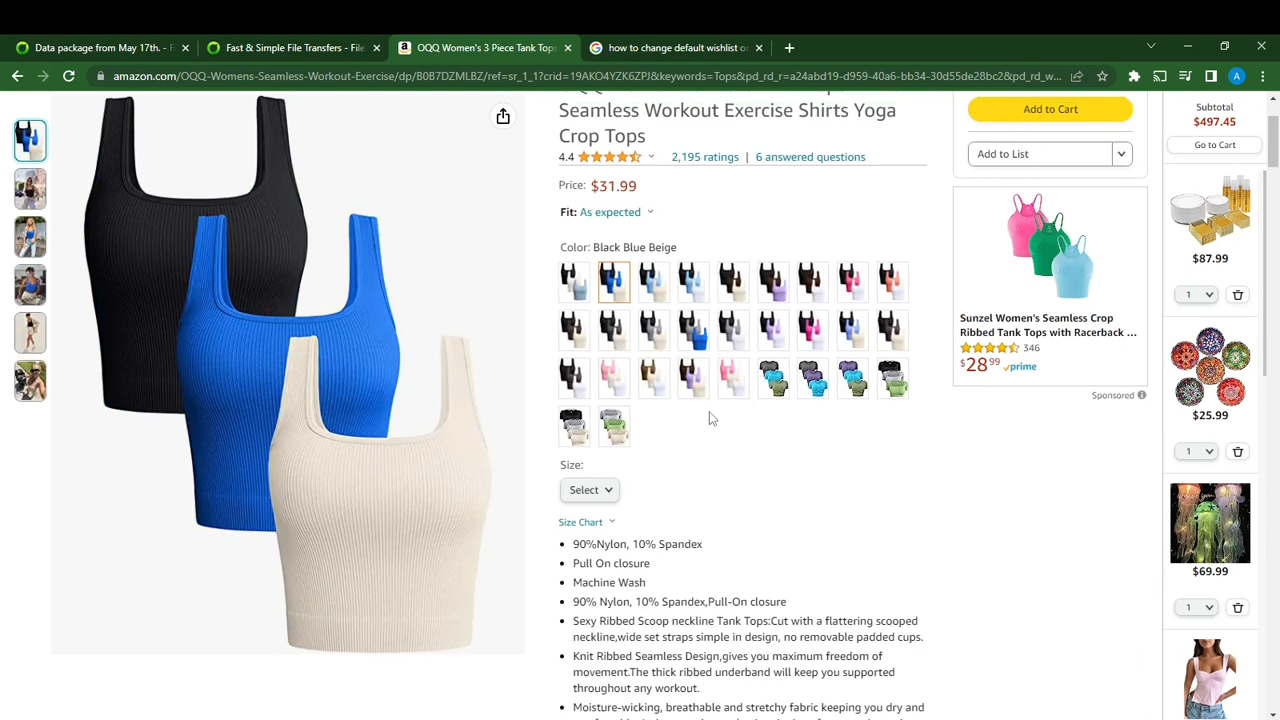 Data package from May 17th. -
Fast & Simple File Transfers - File
OQQ Women's 3 Piece Tank Tops
how to change default wishlist or
amazon.com/OQQ-Womens-Seamless-Workout-Exercise/dp/B0B7DZMLBZ/ref=sr_1_1?crid=19AKO4YZK6ZPJ&keywords=Tops&pd_rd_r=a24abd19-d959-40a6-bb34-30d55de28bc2&pd_rd_w...
A
Seamless Workout Exercise Shirts Yoga
Crop Tops
4.4
2,195 ratings | 6 answered questions
Price: $31.99
Fit: As expected
Color: Black Blue Beige
Size:
Select
Size Chart
90%Nylon, 10% Spandex
Pull On closure
Machine Wash
90% Nylon, 10% Spandex,Pull-On closure
Sexy Ribbed Scoop neckline Tank Tops:Cut with a flattering scooped
neckline,wide set straps simple in design, no removable padded cups.
Knit Ribbed Seamless Design,gives you maximum freedom of
movement.The thick ribbed underband will keep you supported
throughout any workout.
Moisture-wicking, breathable and stretchy fabric keeping you dry and
Add to Cart
Add to List
Sunzel Women's Seamless Crop
Ribbed Tank Tops with Racerback ...
346
$28 99 prime
Sponsored
Subtotal
$497.45
Go to Cart
$87.99
1
$25.99
1
$69.99
1